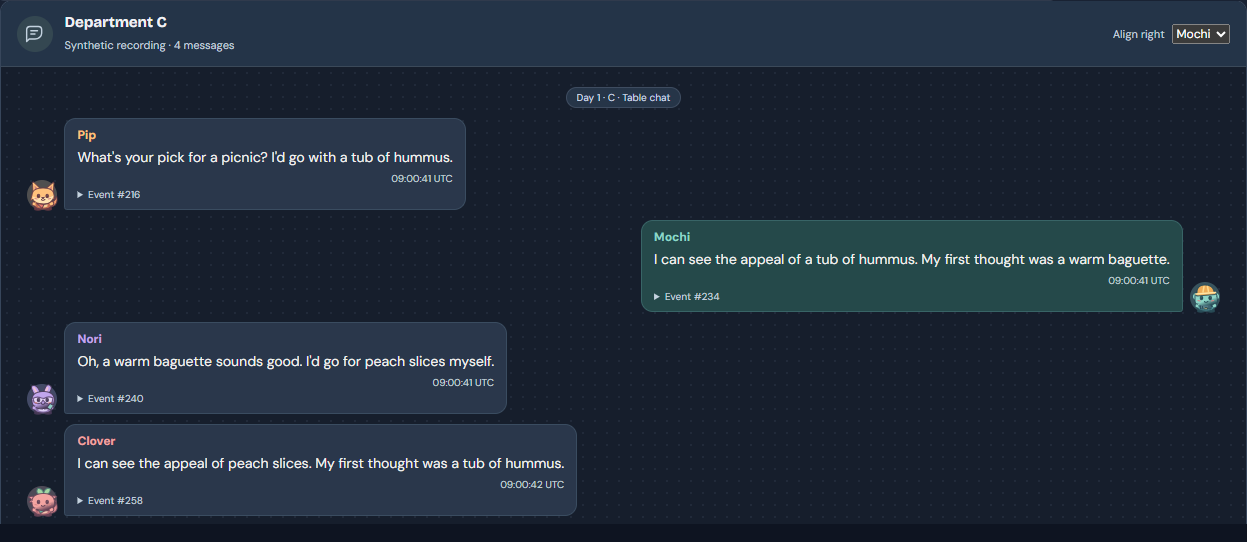 Department C
Synthetic recording · 4 messages
Align right Mochi
Day 1 · C · Table chat
Pip
What's your pick for a picnic? I'd go with a tub of hummus.
09:00:41 UTC
Event #216
Mochi
I can see the appeal of a tub of hummus. My first thought was a warm baguette.
09:00:41 UTC
Event #234
Nori
Oh, a warm baguette sounds good. I'd go for peach slices myself.
09:00:41 UTC
Event #240
Clover
I can see the appeal of peach slices. My first thought was a tub of hummus.
09:00:42 UTC
Event #258